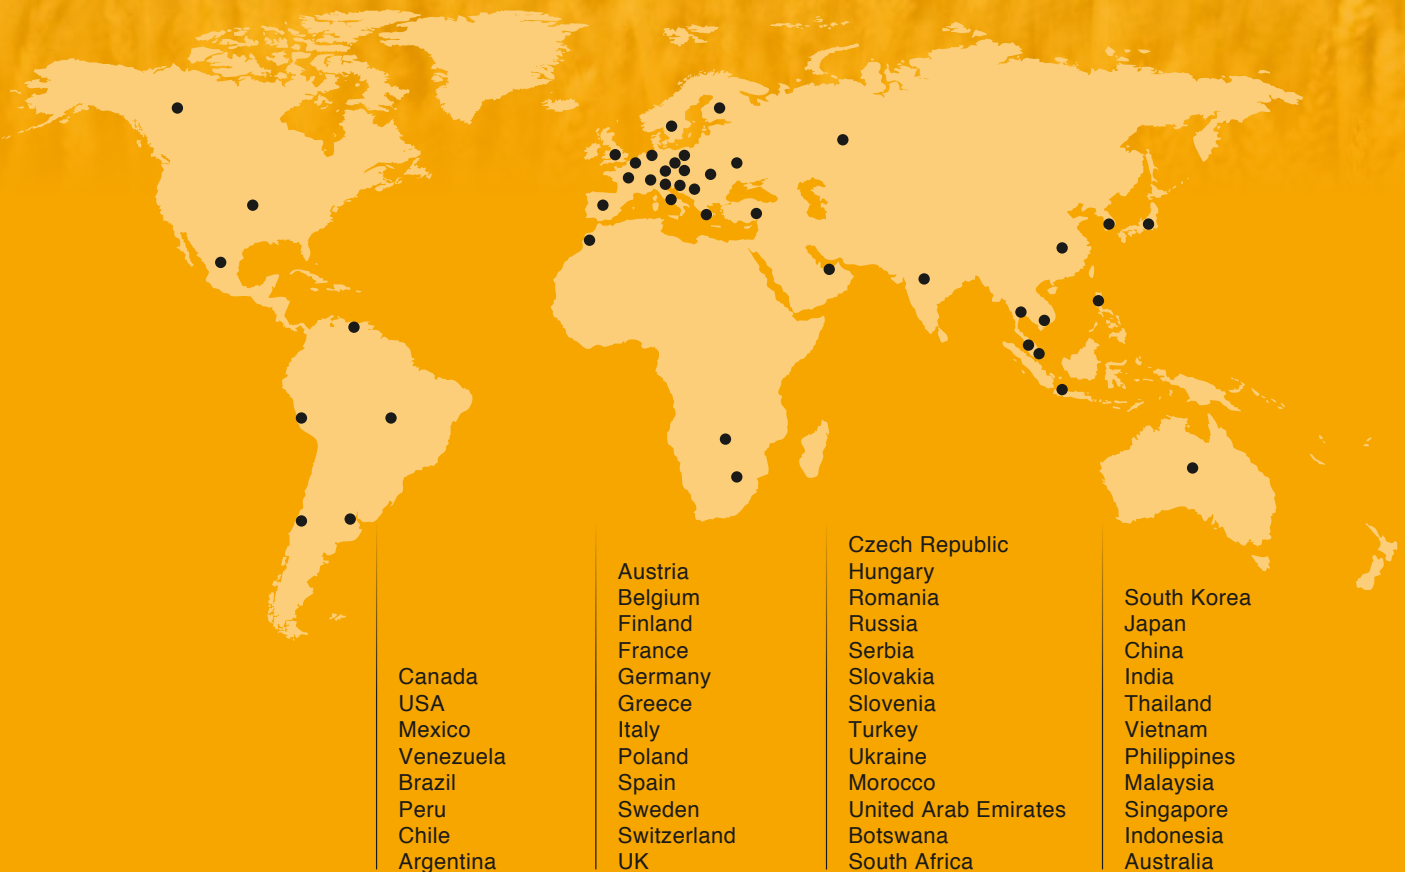 Canada
USA
Mexico
Venezuela
Brazil
Peru
Chile
Argentina
Austria
Belgium
Finland
France
Germany
Greece
Italy
Poland
Spain
Sweden
Switzerland
UK
Czech Republic
Hungary
Romania
Russia
Serbia
Slovakia
Slovenia
Turkey
Ukraine
Morocco
United Arab Emirates
Botswana
South Africa
South Korea
Japan
China
India
Thailand
Vietnam
Philippines
Malaysia
Singapore
Indonesia
Australia